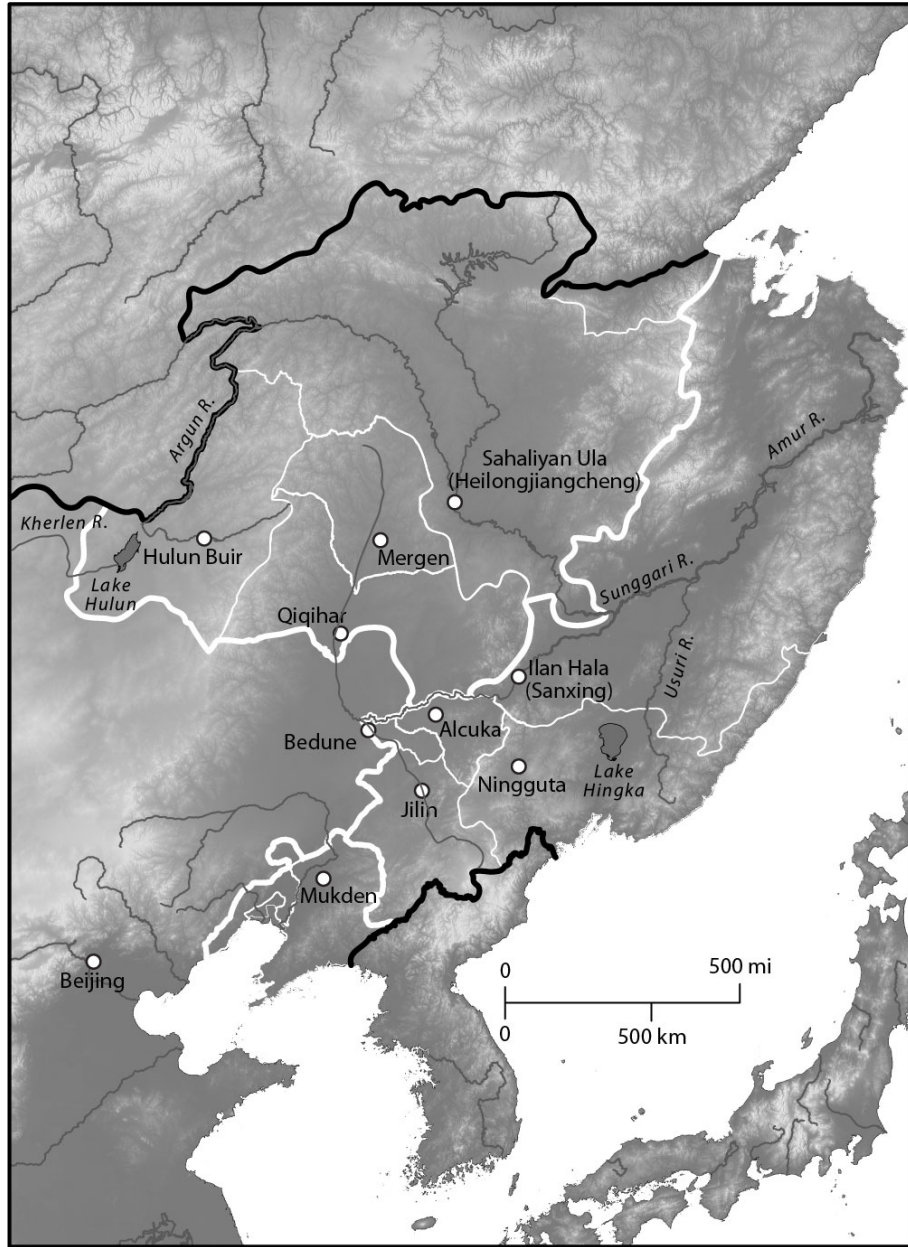 Argun R.
Amur R.
Sahaliyan Ula
(Heilongjiangcheng)
Kherlen R.
Hulun Buir
Mergen
Lake
Hulun
Sunggari R.
Qiqihar
Usuri R.
Ilan Hala
(Sanxing)
Bedune
Alcuka
Ningguta
Lake
Hingka
Jilin
Mukden
Beijing
0
500 mi
0
500 km